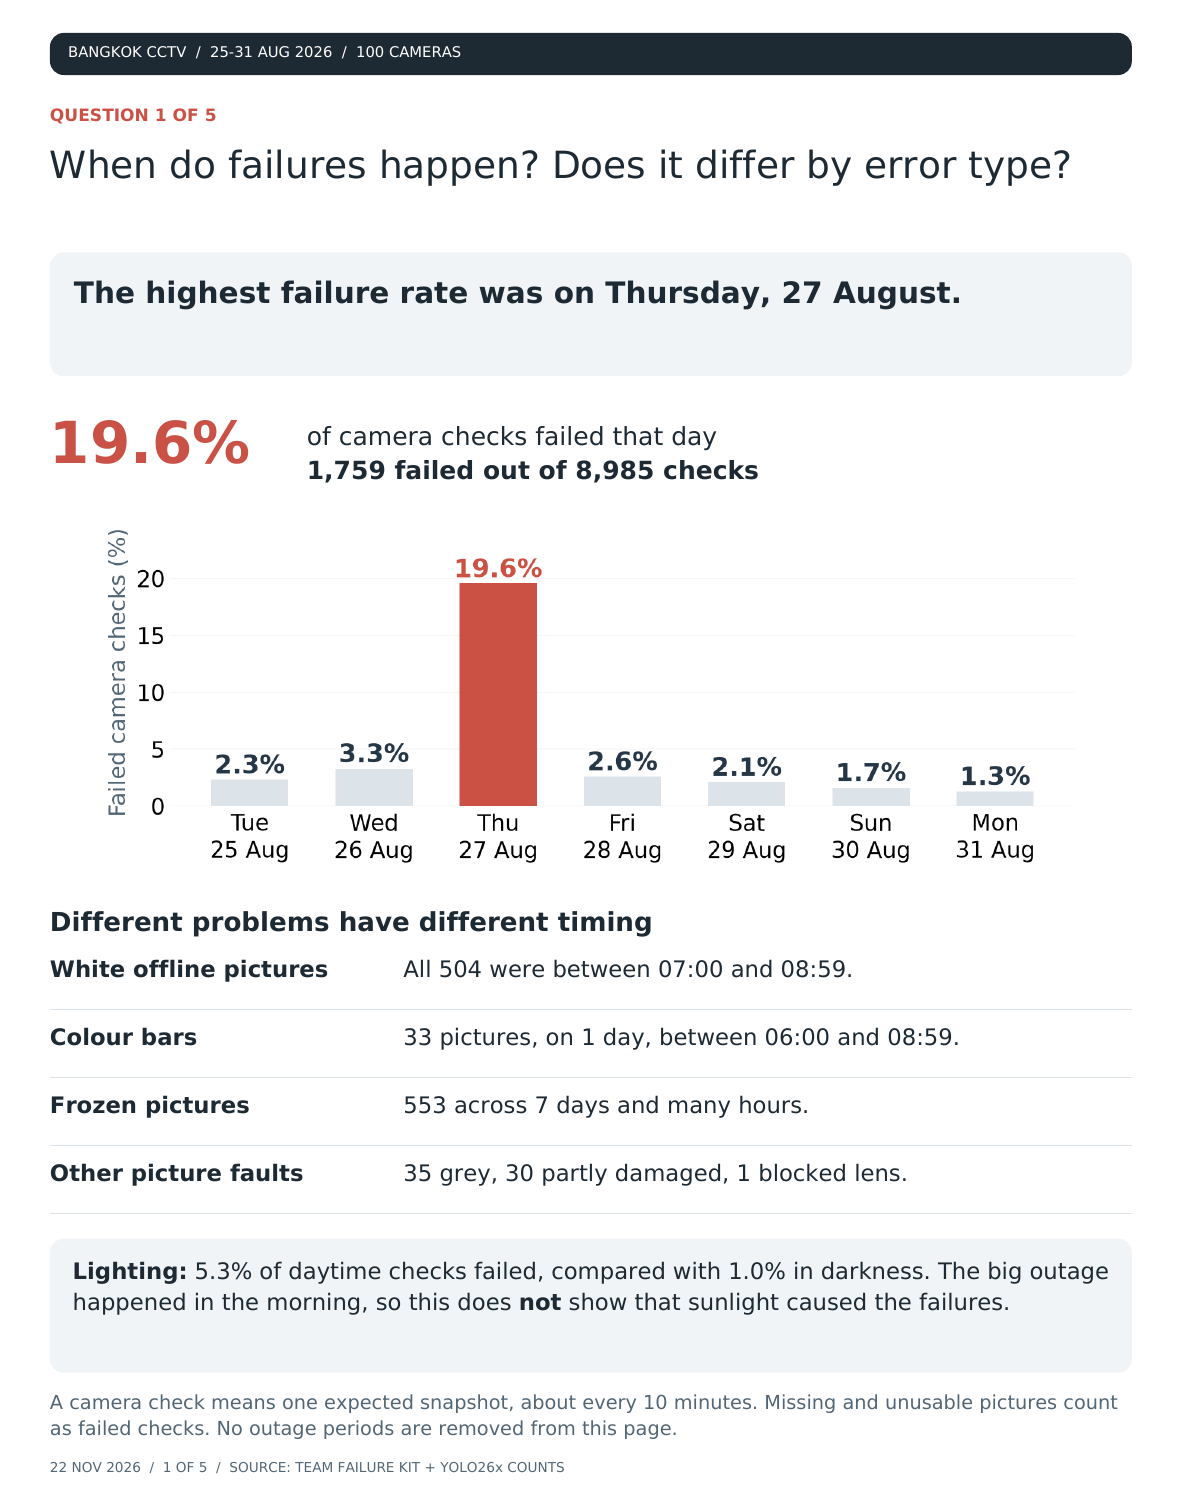 BANGKOK CCTV / 25-31 AUG 2026 / 100 CAMERAS
QUESTION 1 OF 5
When do failures happen? Does it differ by error type?
The highest failure rate was on Thursday, 27 August.
19.6%
of camera checks failed that day
1,759 failed out of 8,985 checks
Failed camera checks (%)
20
15
10
5
0
2.3%
3.3%
19.6%
2.6%
2.1%
1.7%
1.3%
Tue
25 Aug
Wed
26 Aug
Thu
27 Aug
Fri
28 Aug
Sat
29 Aug
Sun
30 Aug
Mon
31 Aug
Different problems have different timing
White offline pictures
All 504 were between 07:00 and 08:59.
Colour bars
33 pictures, on 1 day, between 06:00 and 08:59.
Frozen pictures
553 across 7 days and many hours.
Other picture faults
35 grey, 30 partly damaged, 1 blocked lens.
Lighting: 5.3% of daytime checks failed, compared with 1.0% in darkness. The big outage
happened in the morning, so this does not show that sunlight caused the failures.
A camera check means one expected snapshot, about every 10 minutes. Missing and unusable pictures count
as failed checks. No outage periods are removed from this page.
22 NOV 2026 / 1 OF 5 / SOURCE: TEAM FAILURE KIT + YOLO26x COUNTS